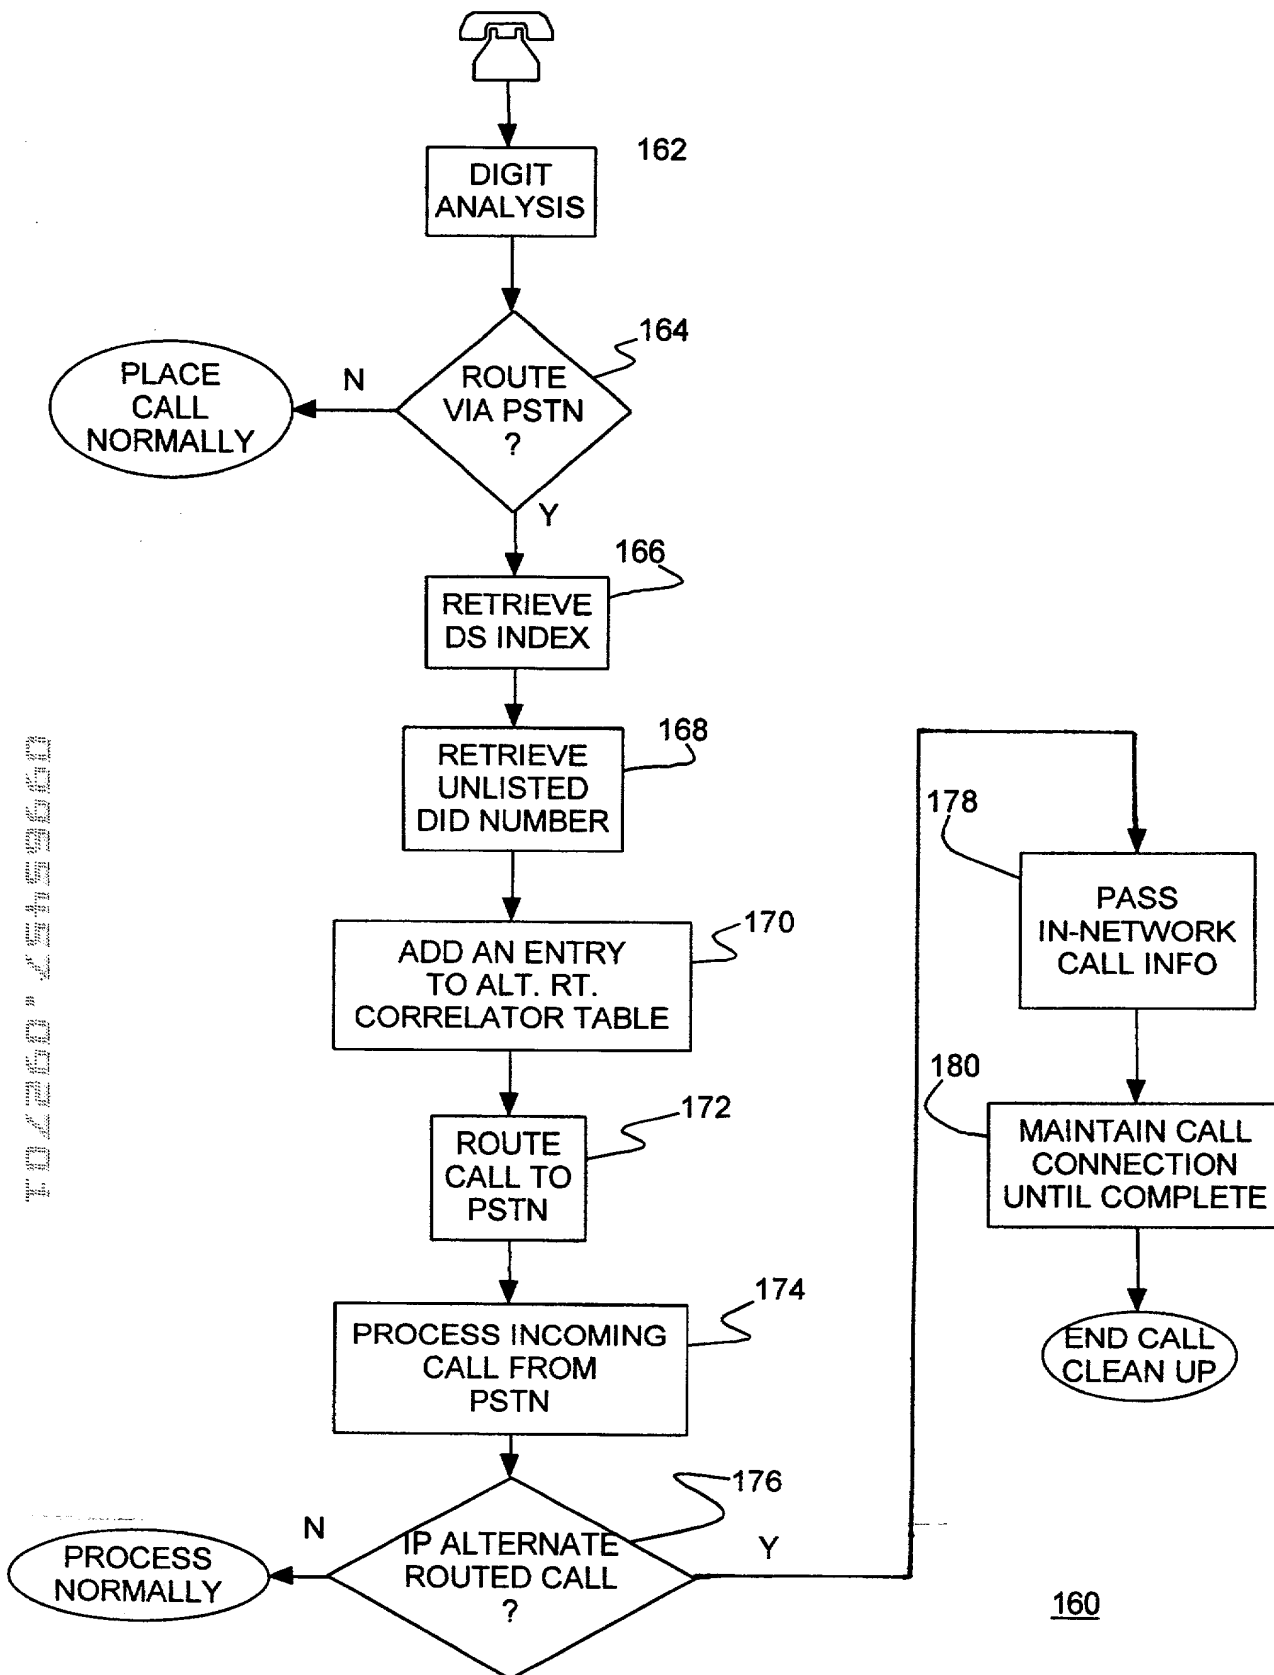 162
DIGIT
ANALYSIS
164
ROUTE
VIA PSTN
?
N
PLACE
CALL
NORMALLY
Y
166
RETRIEVE
DS INDEX
168
RETRIEVE
UNLISTED
DID NUMBER
170
ADD AN ENTRY
TO ALT. RT.
CORRELATOR TABLE
172
ROUTE
CALL TO
PSTN
174
PROCESS INCOMING
CALL FROM
PSTN
176
IP ALTERNATE
ROUTED CALL
?
N
PROCESS
NORMALLY
Y
178
PASS
IN-NETWORK
CALL INFO
180
MAINTAIN CALL
CONNECTION
UNTIL COMPLETE
END CALL
CLEAN UP
160